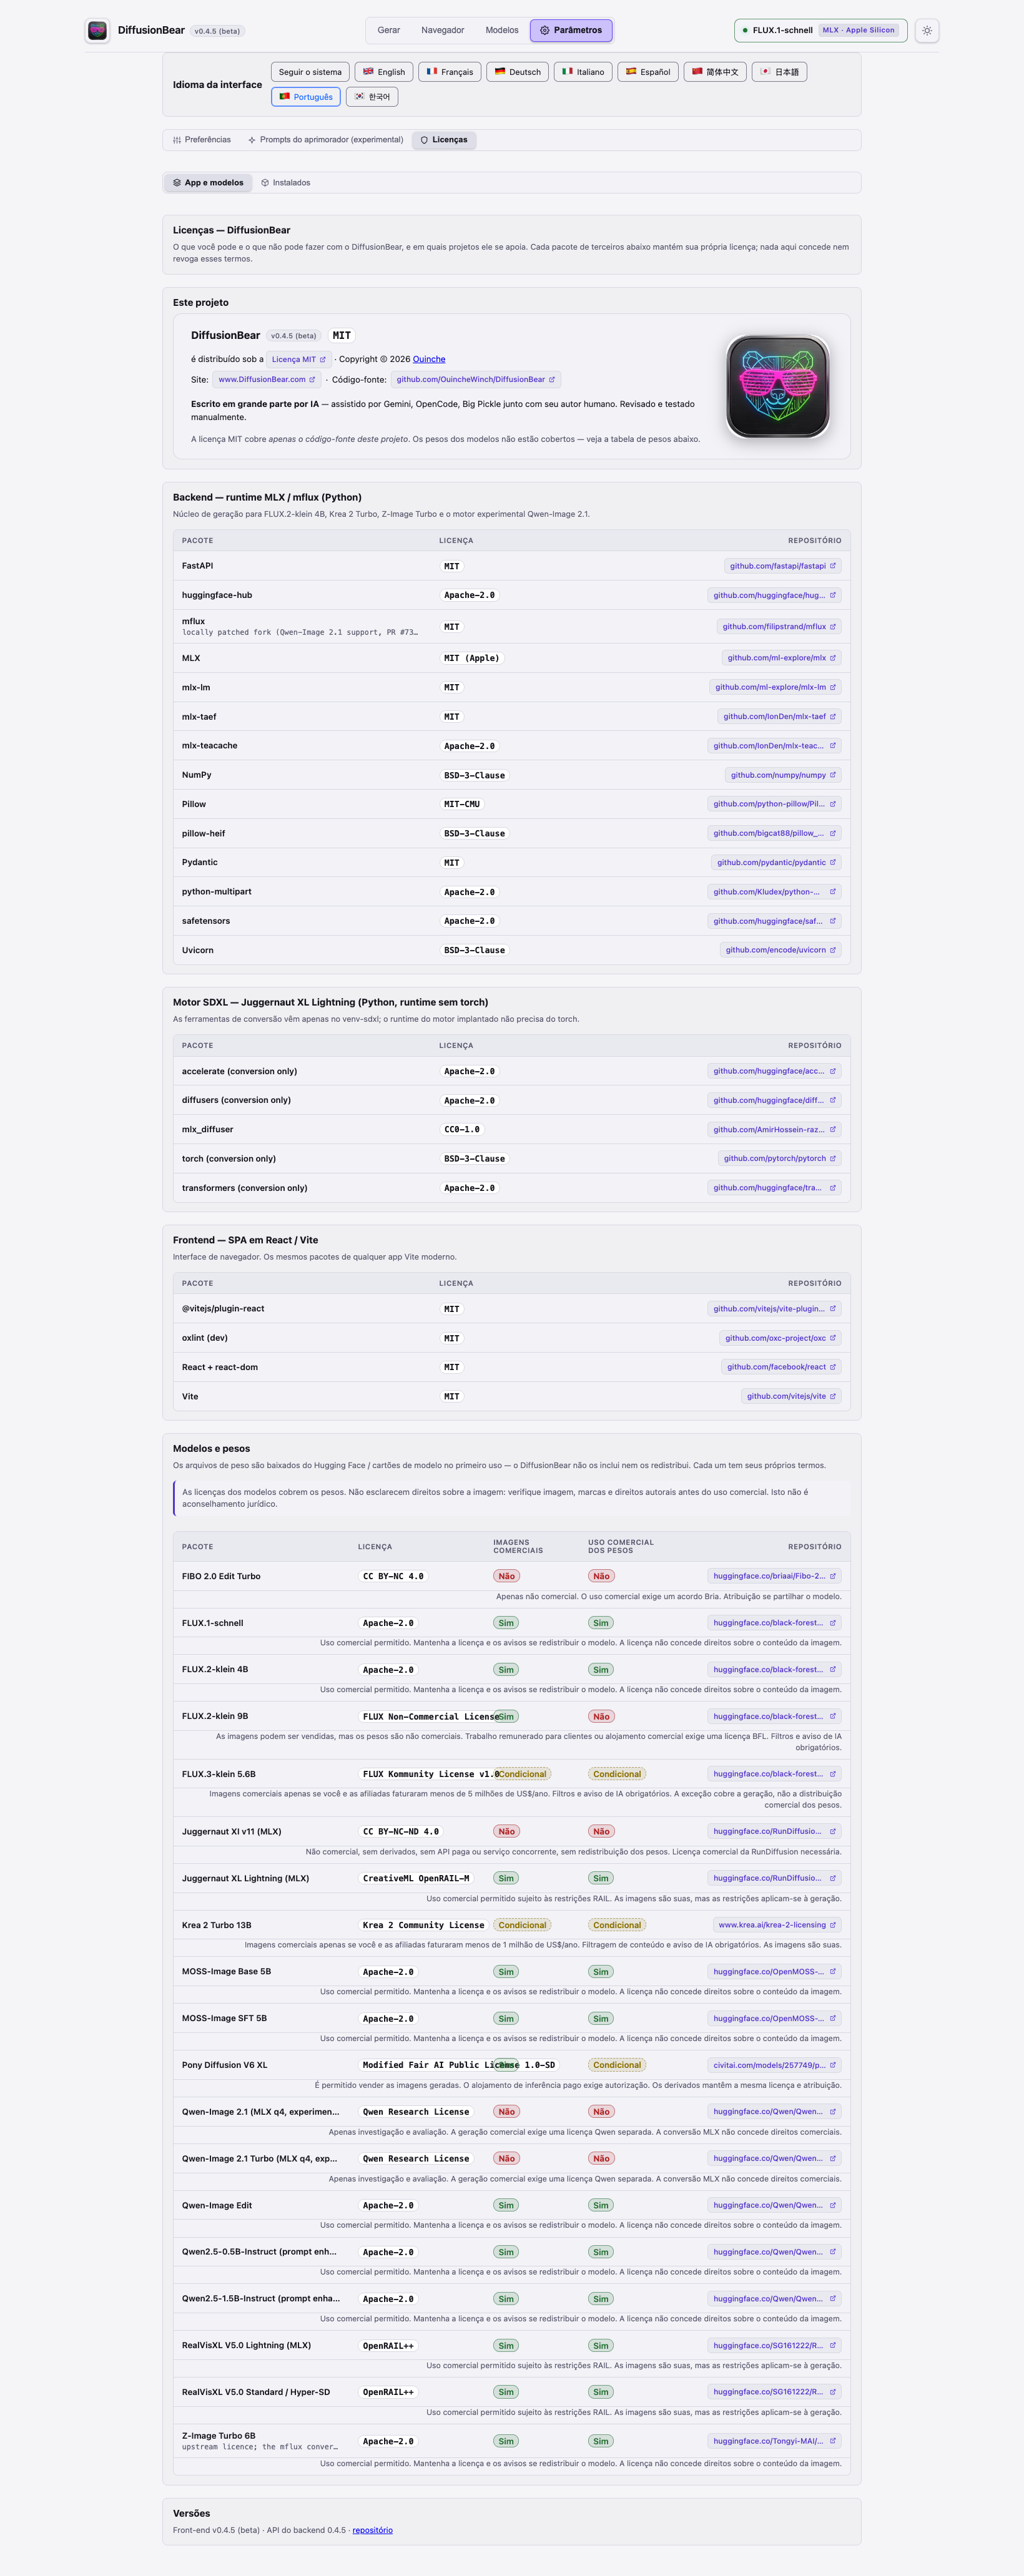 DiffusionBear v0.4.5 (beta) Gerar Navegador Modelos Parâmetros FLUX.1-schnell MLX · Apple Silicon
Idioma da interface
Seguir o sistema English Français Deutsch Italiano Español 简体中文 日本語
Português 한국어
Preferências Prompts do aprimorador (experimental) Licenças
App e modelos Instalados
Licenças — DiffusionBear
O que você pode e o que não pode fazer com o DiffusionBear, e em quais projetos ele se apoia. Cada pacote de terceiros abaixo mantém sua própria licença; nada aqui concede nem
revoga esses termos.
Este projeto
DiffusionBear v0.4.5 (beta) MIT
é distribuído sob a Licença MIT · Copyright © 2026 Quinche
Site: www.DiffusionBear.com · Código-fonte: github.com/OuincheWinch/DiffusionBear
Escrito em grande parte por IA — assistido por Gemini, OpenCode, Big Pickle junto com seu autor humano. Revisado e testado
manualmente.
A licença MIT cobre apenas o código-fonte deste projeto. Os pesos dos modelos não estão cobertos — veja a tabela de pesos abaixo.
Backend — runtime MLX / mflux (Python)
Núcleo de geração para FLUX.2-klein 4B, Krea 2 Turbo, Z-Image Turbo e o motor experimental Qwen-Image 2.1.
PACOTE LICENÇA REPOSITÓRIO
FastAPI MIT github.com/fastapi/fastapi
huggingface-hub Apache-2.0 github.com/huggingface/hug...
mflux MIT github.com/filipstrand/mflux
locally patched fork (Qwen-Image 2.1 support, PR #73…
MLX MIT (Apple) github.com/ml-explore/mlx
mlx-lm MIT github.com/ml-explore/mlx-lm
mlx-taef MIT github.com/IonDen/mlx-taef
mlx-teacache Apache-2.0 github.com/IonDen/mlx-teac...
NumPy BSD-3-Clause github.com/numpy/numpy
Pillow MIT-CMU github.com/python-pillow/Pil...
pillow-heif BSD-3-Clause github.com/bigcat88/pillow_...
Pydantic MIT github.com/pydantic/pydantic
python-multipart Apache-2.0 github.com/Kludex/python-...
safetensors Apache-2.0 github.com/huggingface/saf...
Uvicorn BSD-3-Clause github.com/encode/uvicorn
Motor SDXL — Juggernaut XL Lightning (Python, runtime sem torch)
As ferramentas de conversão vêm apenas no venv-sdxl; o runtime do motor implantado não precisa do torch.
PACOTE LICENÇA REPOSITÓRIO
accelerate (conversion only) Apache-2.0 github.com/huggingface/acc...
diffusers (conversion only) Apache-2.0 github.com/huggingface/diff...
mlx_diffuser CC0-1.0 github.com/AmirHossein-raz...
torch (conversion only) BSD-3-Clause github.com/pytorch/pytorch
transformers (conversion only) Apache-2.0 github.com/huggingface/tra...
Frontend — SPA em React / Vite
Interface de navegador. Os mesmos pacotes de qualquer app Vite moderno.
PACOTE LICENÇA REPOSITÓRIO
@vitejs/plugin-react MIT github.com/vitejs/vite-plugin...
oxlint (dev) MIT github.com/oxc-project/oxc
React + react-dom MIT github.com/facebook/react
Vite MIT github.com/vitejs/vite
Modelos e pesos
Os arquivos de peso são baixados do Hugging Face / cartões de modelo no primeiro uso — o DiffusionBear não os inclui nem os redistribui. Cada um tem seus próprios termos.
As licenças dos modelos cobrem os pesos. Não esclarecem direitos sobre a imagem: verifique imagem, marcas e direitos autorais antes do uso comercial. Isto não é
aconselhamento jurídico.
PACOTE LICENÇA IMAGENS COMERCIAIS USO COMERCIAL DOS PESOS REPOSITÓRIO
FIBO 2.0 Edit Turbo CC BY-NC 4.0 Não Não huggingface.co/briaai/Fibo-2...
Apenas não comercial. O uso comercial exige um acordo Bria. Atribuição se partilhar o modelo.
FLUX.1-schnell Apache-2.0 Sim Sim huggingface.co/black-forest...
Uso comercial permitido. Mantenha a licença e os avisos se redistribuir o modelo. A licença não concede direitos sobre o conteúdo da imagem.
FLUX.2-klein 4B Apache-2.0 Sim Sim huggingface.co/black-forest...
Uso comercial permitido. Mantenha a licença e os avisos se redistribuir o modelo. A licença não concede direitos sobre o conteúdo da imagem.
FLUX.2-klein 9B FLUX Non-Commercial License Sim Não huggingface.co/black-forest...
As imagens podem ser vendidas, mas os pesos são não comerciais. Trabalho remunerado para clientes ou alojamento comercial exige uma licença BFL. Filtros e aviso de IA
obrigatórios.
FLUX.3-klein 5.6B FLUX Kommunity License v1.0 Condicional Condicional huggingface.co/black-forest...
Imagens comerciais apenas se você e as afiliadas faturaram menos de 5 milhões de US$/ano. Filtros e aviso de IA obrigatórios. A exceção cobre a geração, não a distribuição
comercial dos pesos.
Juggernaut XI v11 (MLX) CC BY-NC-ND 4.0 Não Não huggingface.co/RunDiffusio...
Não comercial, sem derivados, sem API paga ou serviço concorrente, sem redistribuição dos pesos. Licença comercial da RunDiffusion necessária.
Juggernaut XL Lightning (MLX) CreativeML OpenRAIL-M Sim Sim huggingface.co/RunDiffusio...
Uso comercial permitido sujeito às restrições RAIL. As imagens são suas, mas as restrições aplicam-se à geração.
Krea 2 Turbo 13B Krea 2 Community License Condicional Condicional www.krea.ai/krea-2-licensing
Imagens comerciais apenas se você e as afiliadas faturaram menos de 1 milhão de US$/ano. Filtragem de conteúdo e aviso de IA obrigatórios. As imagens são suas.
MOSS-Image Base 5B Apache-2.0 Sim Sim huggingface.co/OpenMOSS-...
Uso comercial permitido. Mantenha a licença e os avisos se redistribuir o modelo. A licença não concede direitos sobre o conteúdo da imagem.
MOSS-Image SFT 5B Apache-2.0 Sim Sim huggingface.co/OpenMOSS-...
Uso comercial permitido. Mantenha a licença e os avisos se redistribuir o modelo. A licença não concede direitos sobre o conteúdo da imagem.
Pony Diffusion V6 XL Modified Fair AI Public License 1.0-SD Sim Condicional civitai.com/models/257749/p...
É permitido vender as imagens geradas. O alojamento de inferência pago exige autorização. Os derivados mantêm a mesma licença e atribuição.
Qwen-Image 2.1 (MLX q4, experimen... Qwen Research License Não Não huggingface.co/Qwen/Qwen...
Apenas investigação e avaliação. A geração comercial exige uma licença Qwen separada. A conversão MLX não concede direitos comerciais.
Qwen-Image 2.1 Turbo (MLX q4, exp... Qwen Research License Não Não huggingface.co/Qwen/Qwen...
Apenas investigação e avaliação. A geração comercial exige uma licença Qwen separada. A conversão MLX não concede direitos comerciais.
Qwen-Image Edit Apache-2.0 Sim Sim huggingface.co/Qwen/Qwen...
Uso comercial permitido. Mantenha a licença e os avisos se redistribuir o modelo. A licença não concede direitos sobre o conteúdo da imagem.
Qwen2.5-0.5B-Instruct (prompt enh... Apache-2.0 Sim Sim huggingface.co/Qwen/Qwen...
Uso comercial permitido. Mantenha a licença e os avisos se redistribuir o modelo. A licença não concede direitos sobre o conteúdo da imagem.
Qwen2.5-1.5B-Instruct (prompt enha... Apache-2.0 Sim Sim huggingface.co/Qwen/Qwen...
Uso comercial permitido. Mantenha a licença e os avisos se redistribuir o modelo. A licença não concede direitos sobre o conteúdo da imagem.
RealVisXL V5.0 Lightning (MLX) OpenRAIL++ Sim Sim huggingface.co/SG161222/R...
Uso comercial permitido sujeito às restrições RAIL. As imagens são suas, mas as restrições aplicam-se à geração.
RealVisXL V5.0 Standard / Hyper-SD OpenRAIL++ Sim Sim huggingface.co/SG161222/R...
Uso comercial permitido sujeito às restrições RAIL. As imagens são suas, mas as restrições aplicam-se à geração.
Z-Image Turbo 6B Apache-2.0 Sim Sim huggingface.co/Tongyi-MAI/...
upstream licence; the mflux conver…
Uso comercial permitido. Mantenha a licença e os avisos se redistribuir o modelo. A licença não concede direitos sobre o conteúdo da imagem.
Versões
Front-end v0.4.5 (beta) · API do backend 0.4.5 · repositório